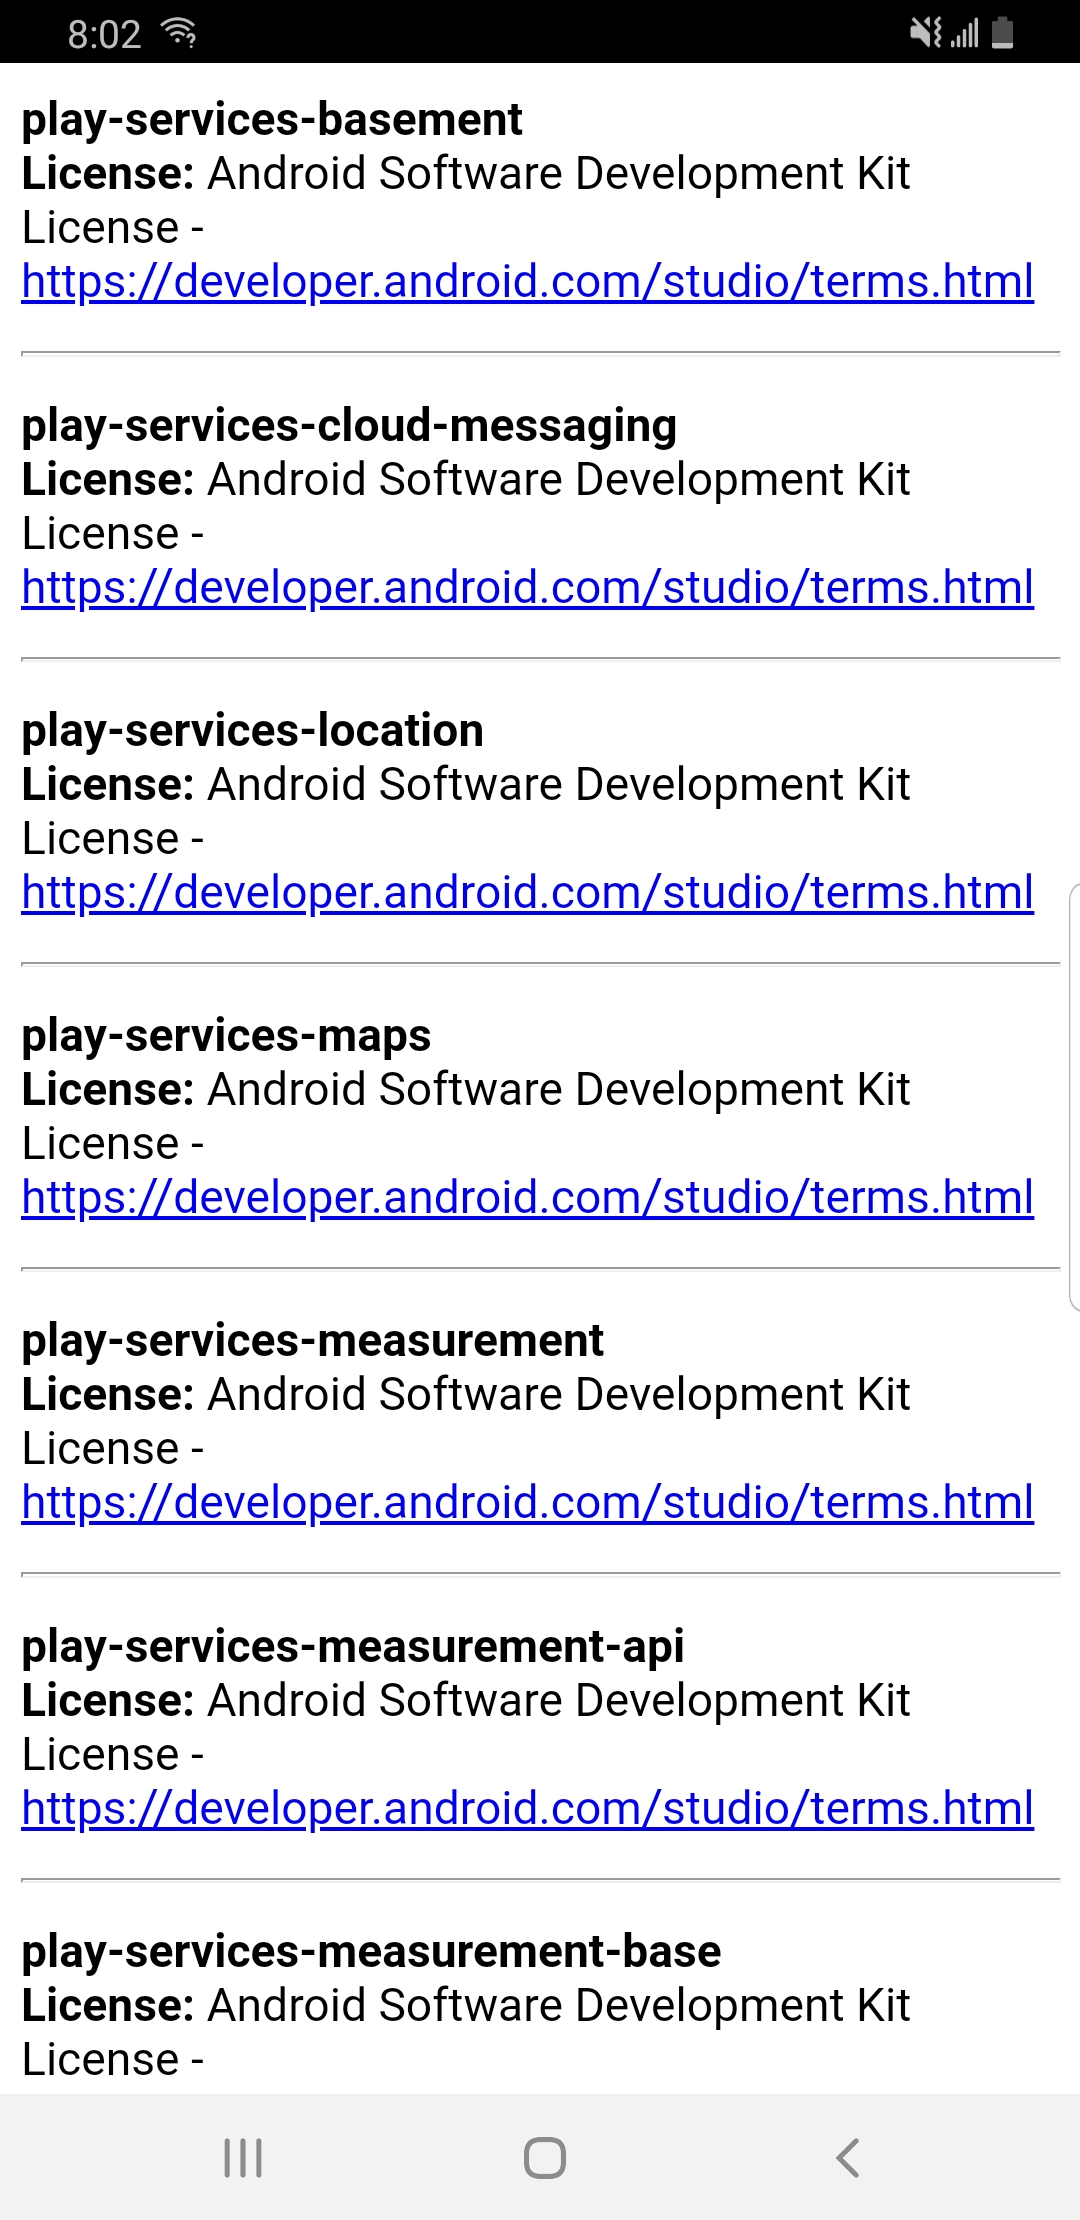 8:02
play-services-basement
License: Android Software Development Kit
License -
https://developer.android.com/studio/terms.html
play-services-cloud-messaging
License: Android Software Development Kit
License -
https://developer.android.com/studio/terms.html
play-services-location
License: Android Software Development Kit
License -
https://developer.android.com/studio/terms.html
play-services-maps
License: Android Software Development Kit
License -
https://developer.android.com/studio/terms.html
play-services-measurement
License: Android Software Development Kit
License -
https://developer.android.com/studio/terms.html
play-services-measurement-api
License: Android Software Development Kit
License -
https://developer.android.com/studio/terms.html
play-services-measurement-base
License: Android Software Development Kit
License -